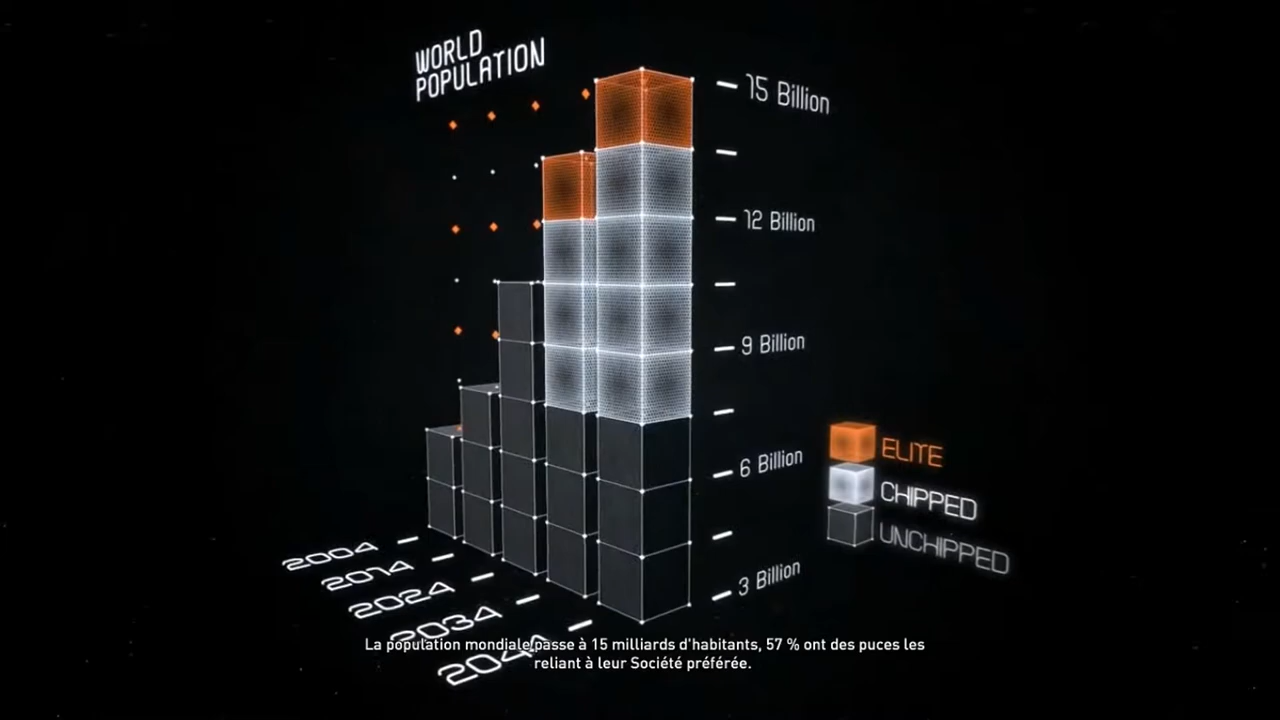 WORLD
POPULATION
15 Billion
12 Billion
9 Billion
6 Billion
3 Billion
ELITE
CHIPPED
UNCHIPPED
2004
2014
2024
2034
La population mondiale passe à 15 milliards d'habitants, 57 % ont des puces les
reliant à leur Société préférée.